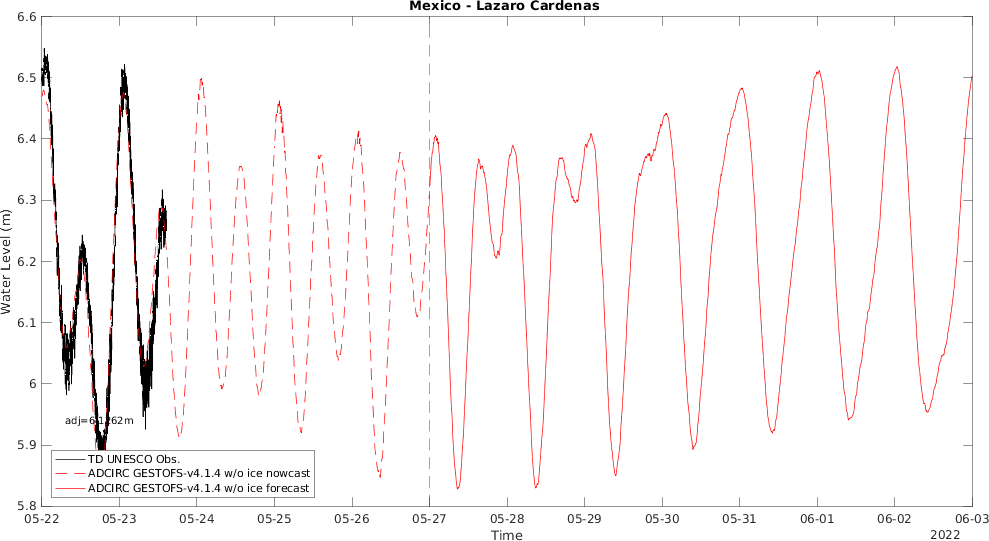 Mexico - Lazaro Cardenas
Water Level (m)
6.6
6.5
6.4
6.3
6.2
6.1
6
5.9
5.8
adj=6.1262m
TD UNESCO Obs.
ADCIRC GESTOFS-v4.1.4 w/o ice nowcast
ADCIRC GESTOFS-v4.1.4 w/o ice forecast
05-22 05-23 05-24 05-25 05-26 05-27 05-28 05-29 05-30 05-31 06-01 06-02 06-03
Time
2022